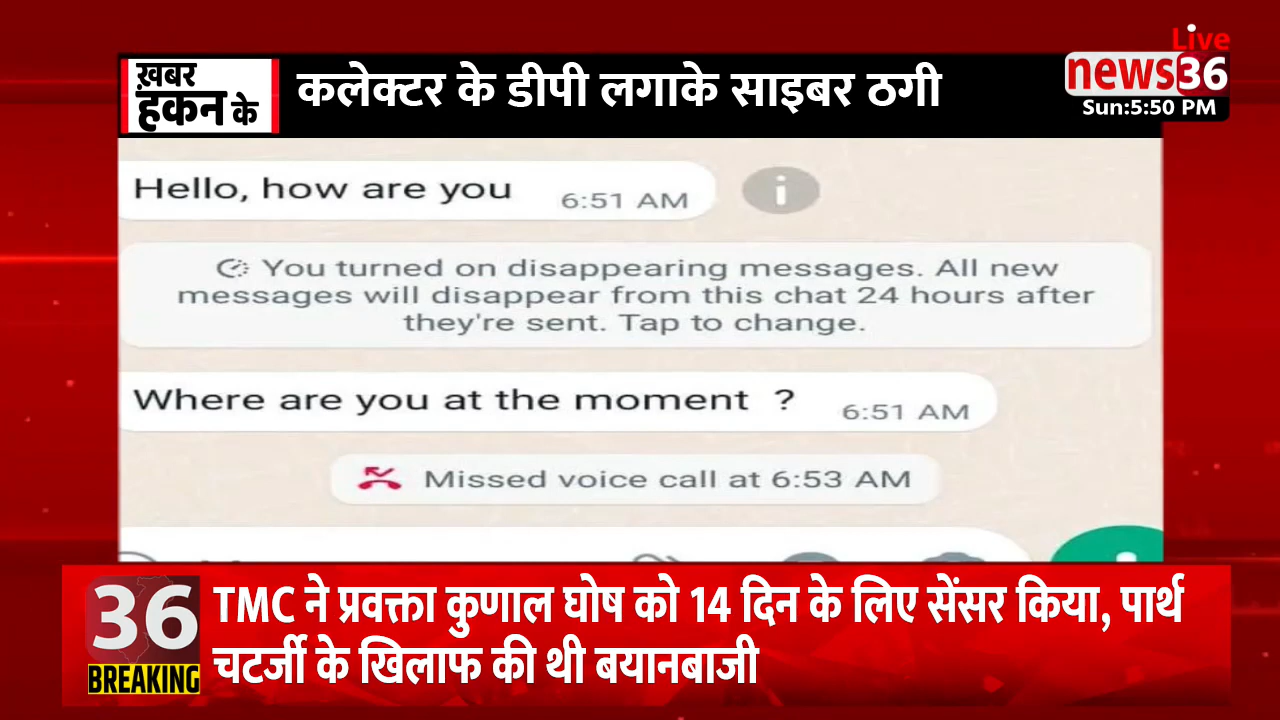 Live
news36
Sun:5:50 PM
ख़बर
हकन के
कलेक्टर के डीपी लगाके साइबर ठगी
Hello, how are you 6:51 AM
i
You turned on disappearing messages. All new
messages will disappear from this chat 24 hours after
they're sent. Tap to change.
Where are you at the moment ? 6:51 AM
Missed voice call at 6:53 AM
36
BREAKING
TMC ने प्रवक्ता कुणाल घोष को 14 दिन के लिए सेंसर किया, पार्थ
चटर्जी के खिलाफ की थी बयानबाजी